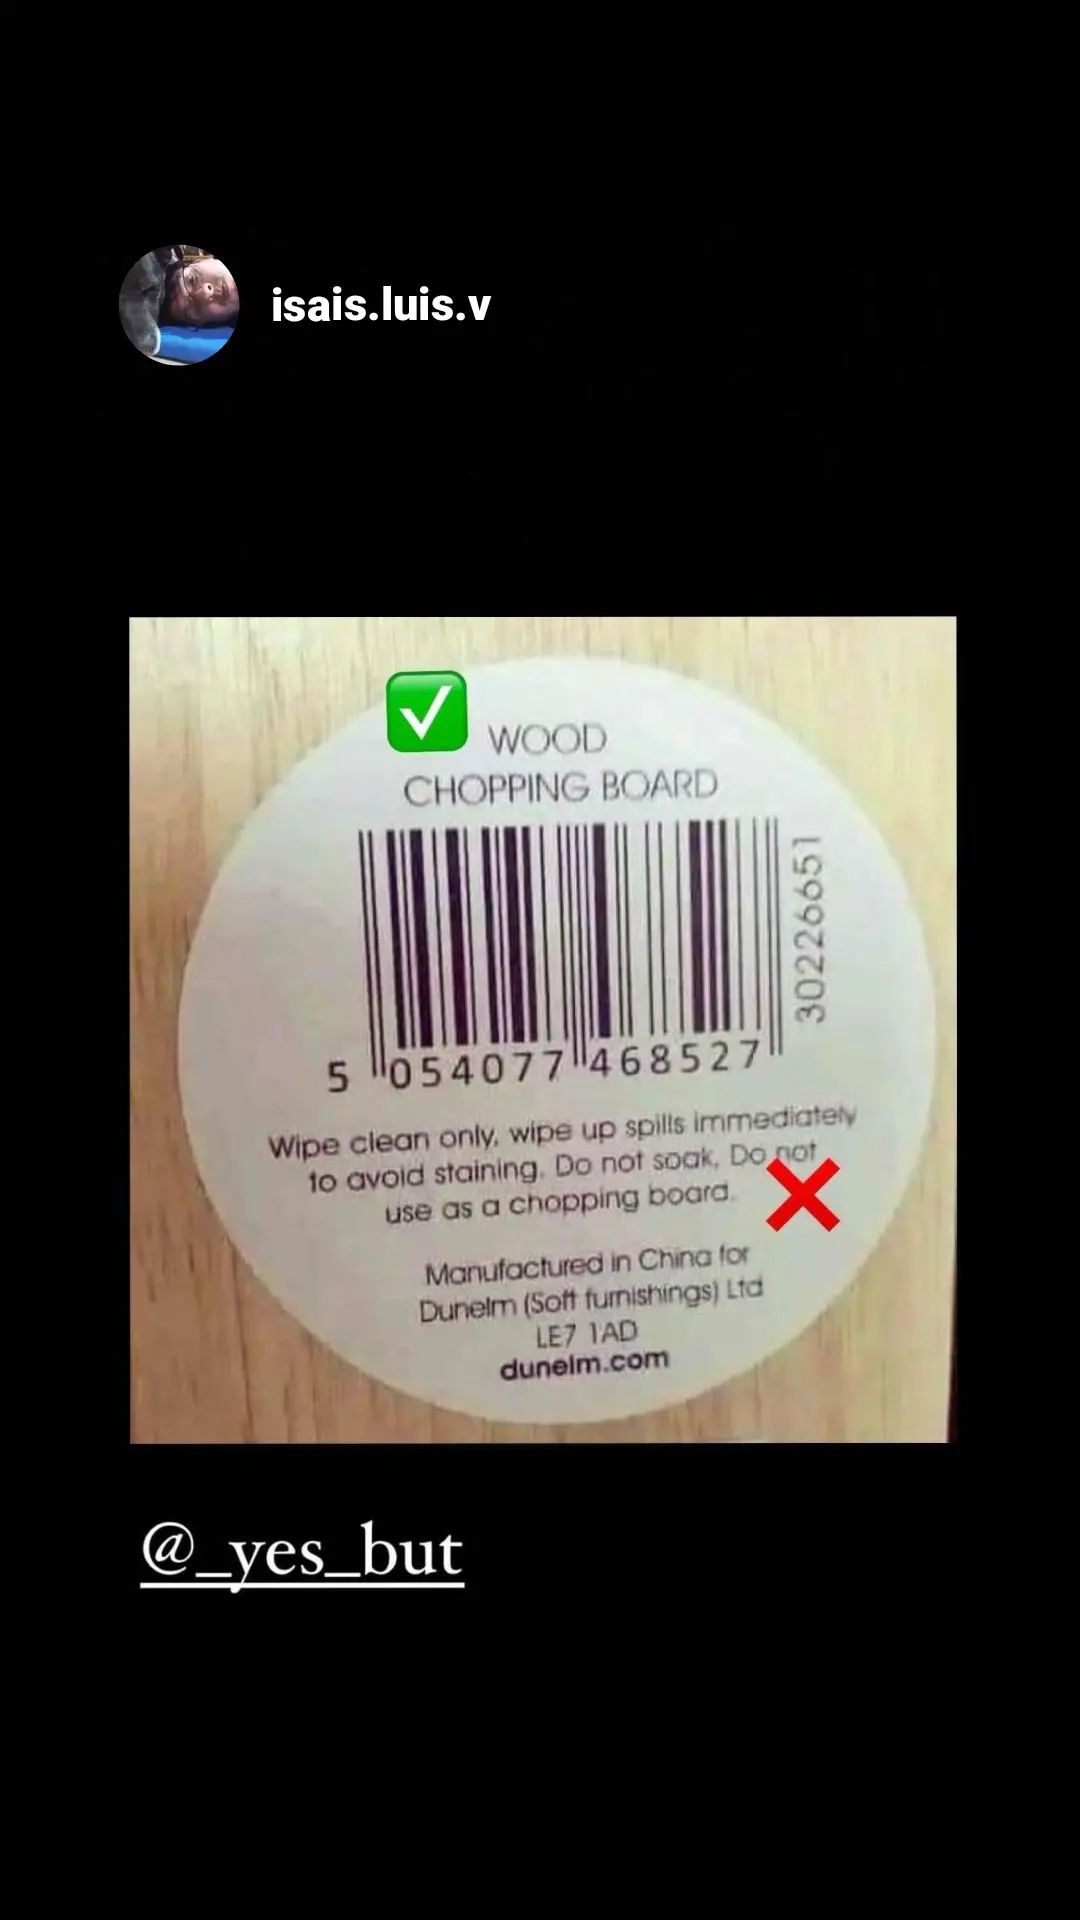 isais.luis.v
WOOD
CHOPPING BOARD
30226651
5 054077 468527
Wipe clean only, wipe up spills immediately
to avoid staining. Do not soak, Do not
use as a chopping board.
Manufactured in China for
Dunelm (Soft furnishings) Ltd
LE7 1AD
dunelm.com
@_yes_but